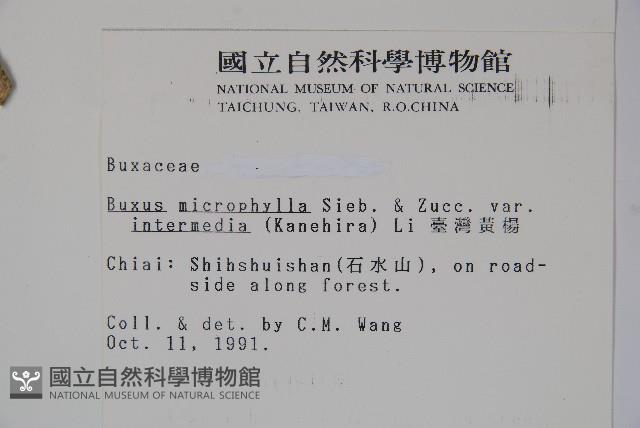 國立自然科學博物館
NATIONAL MUSEUM OF NATURAL SCIENCE
TAICHUNG, TAIWAN, R.O.CHINA
Buxaceae
Buxus microphylla Sieb. & Zucc. var.
intermedia (Kanehira) Li 臺灣黃楊
Chiai: Shihshuishan(石水山), on road-
side along forest.
Coll. & det. by C.M. Wang
Oct. 11, 1991.
國立自然科學博物館
NATIONAL MUSEUM OF NATURAL SCIENCE